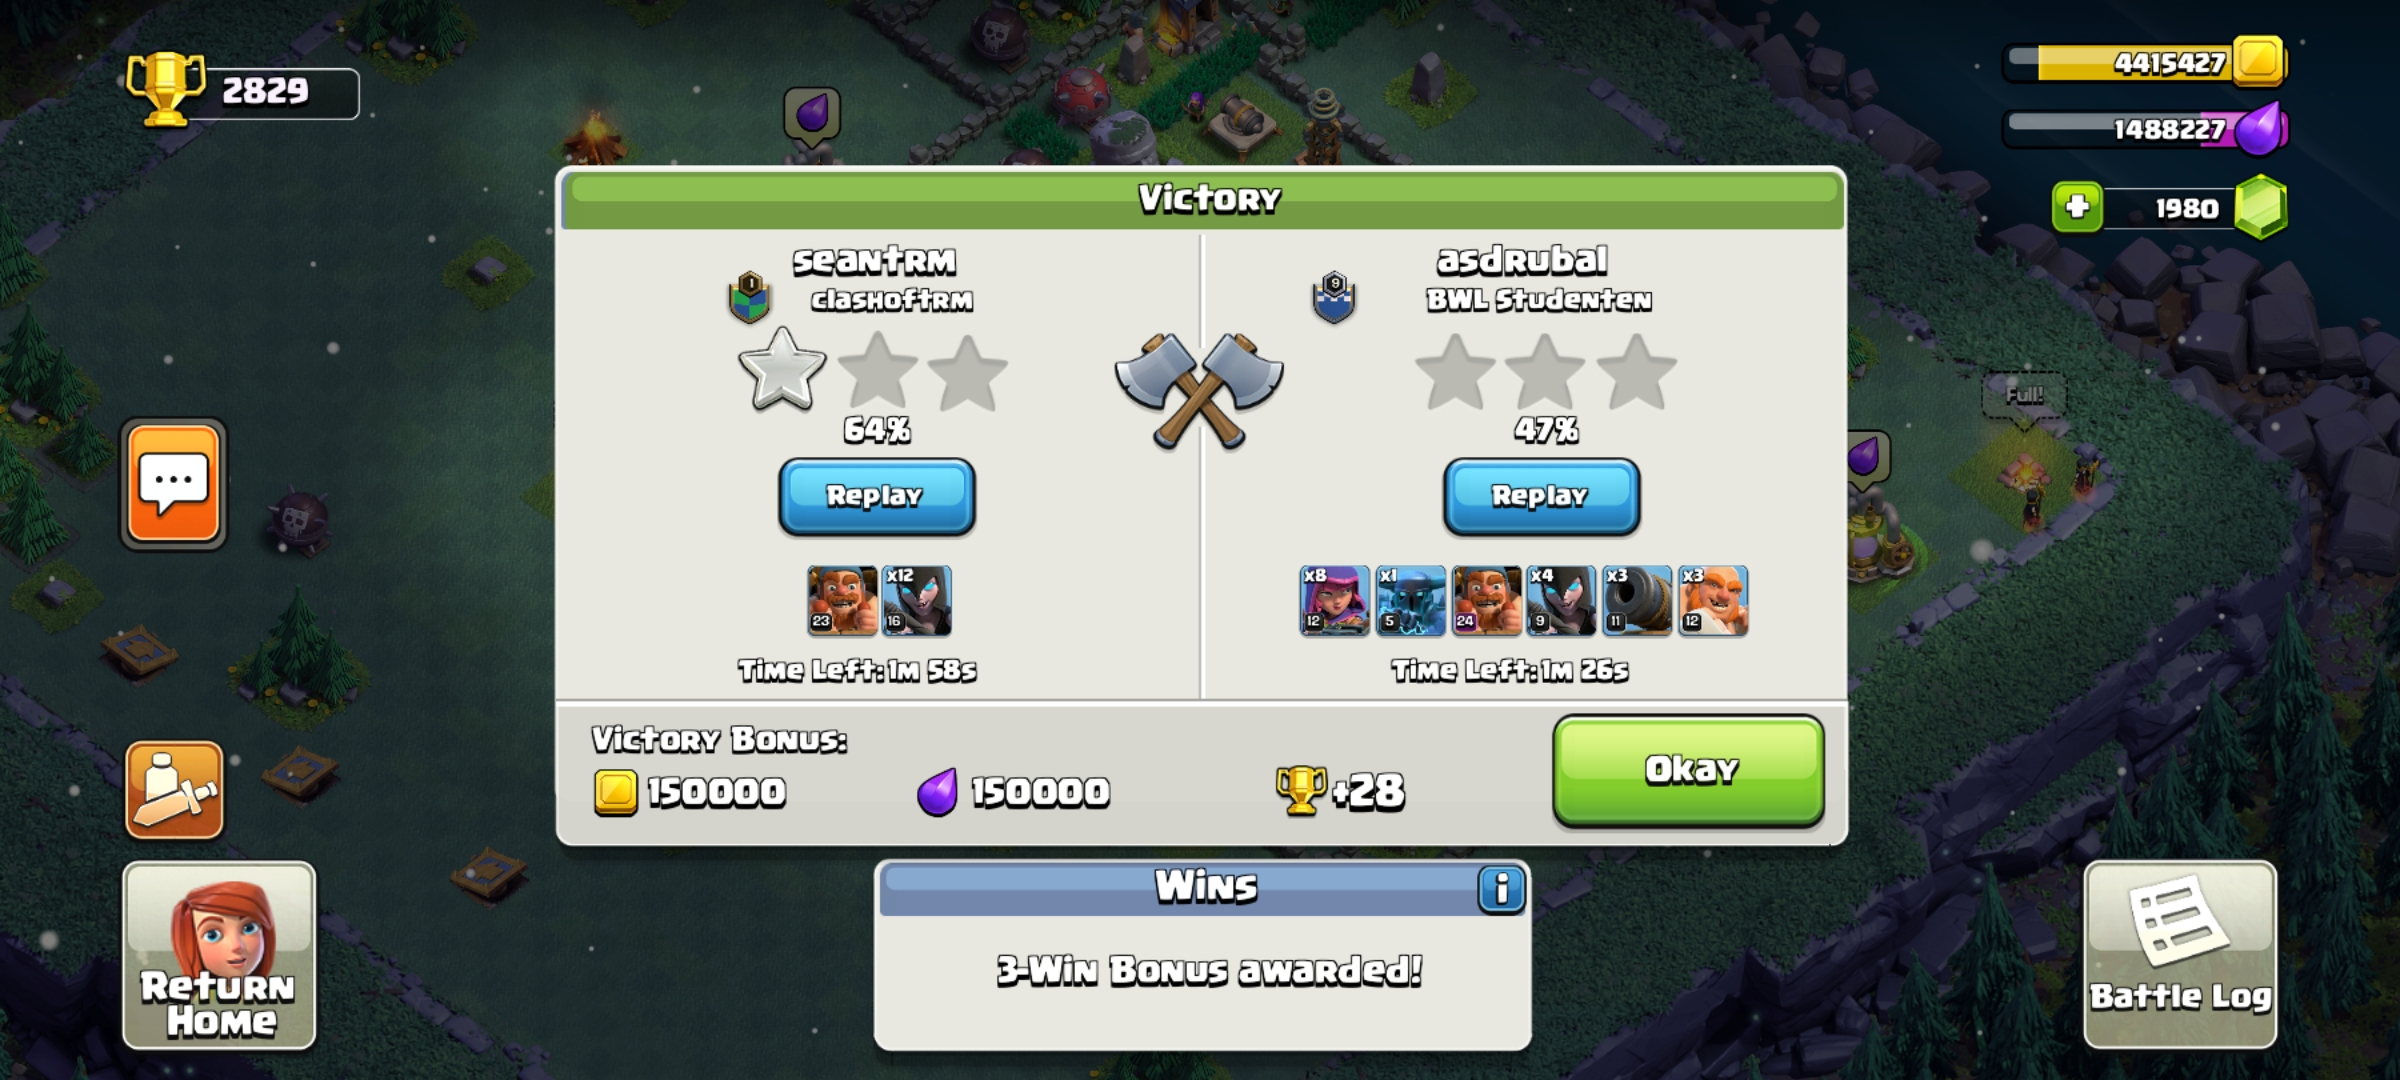 2829
4415427
1488227
1980
Victory
seantRM
clashoftRM
1
64%
Replay
x12
23
16
Time Left: 1m 58s
asdrubal
BWL Studenten
9
47%
Replay
x8
x1
x4
x3
x3
12
5
24
9
11
12
Time Left: 1m 26s
Full!
Victory Bonus:
150000
150000
+28
Okay
Wins
i
3-Win Bonus awarded!
Return
Home
Battle Log